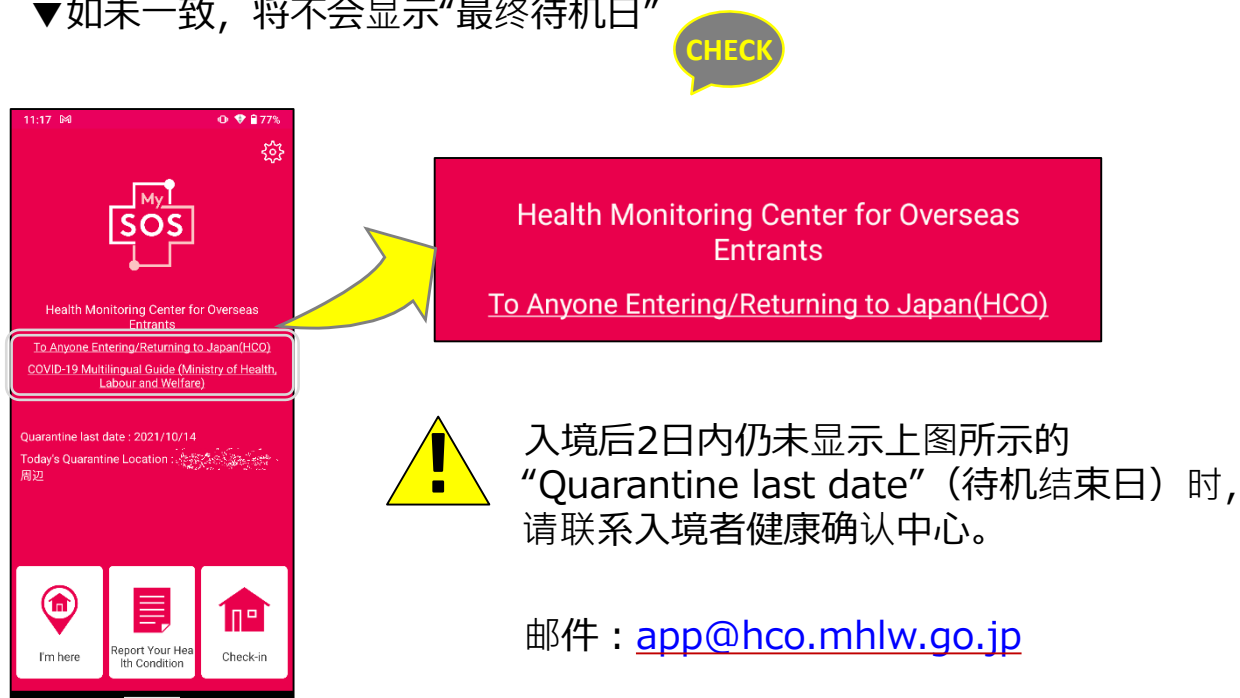 ▼如未一致，将不会显示“最终待机日”
CHECK
11:17
77%
My
SOS
Health Monitoring Center for Overseas
Entrants
To Anyone Entering/Returning to Japan(HCO)
COVID-19 Multilingual Guide (Ministry of Health,
Labour and Welfare)
Quarantine last date : 2021/10/14
Today's Quarantine Location :
周辺
I'm here
Report Your Hea
lth Condition
Check-in
Health Monitoring Center for Overseas
Entrants
To Anyone Entering/Returning to Japan(HCO)
!
入境后2日内仍未显示上图所示的
“Quarantine last date”（待机结束日）时，
请联系入境者健康确认中心。
邮件：app@hco.mhlw.go.jp